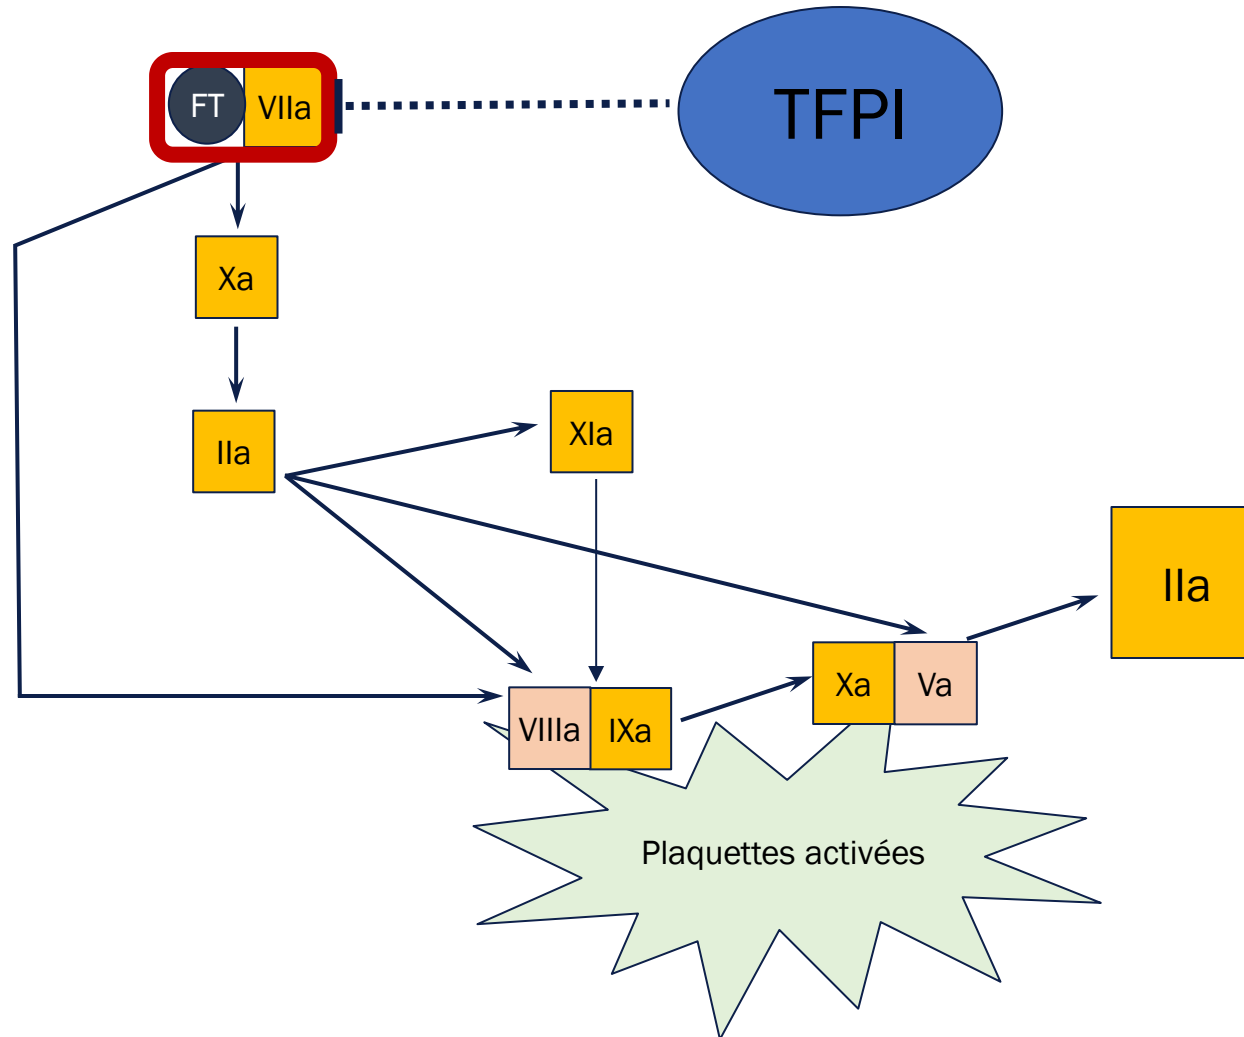 FT
VIIa
TFPI
Xa
IIa
XIa
IIa
VIIIa
IXa
Xa
Va
Plaquettes activées